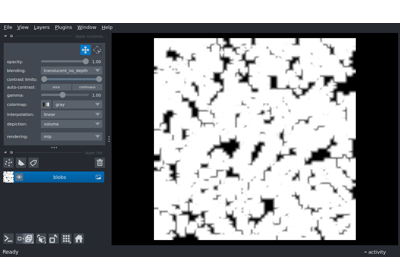 File View Layers Plugins Window Help
opacity: 1.00
blending: translucent_no_depth
contrast limits:
auto-contrast: once continuous
gamma: 1.00
colormap: gray
interpolation: linear
depiction: volume
rendering: mip
blobs
Ready activity